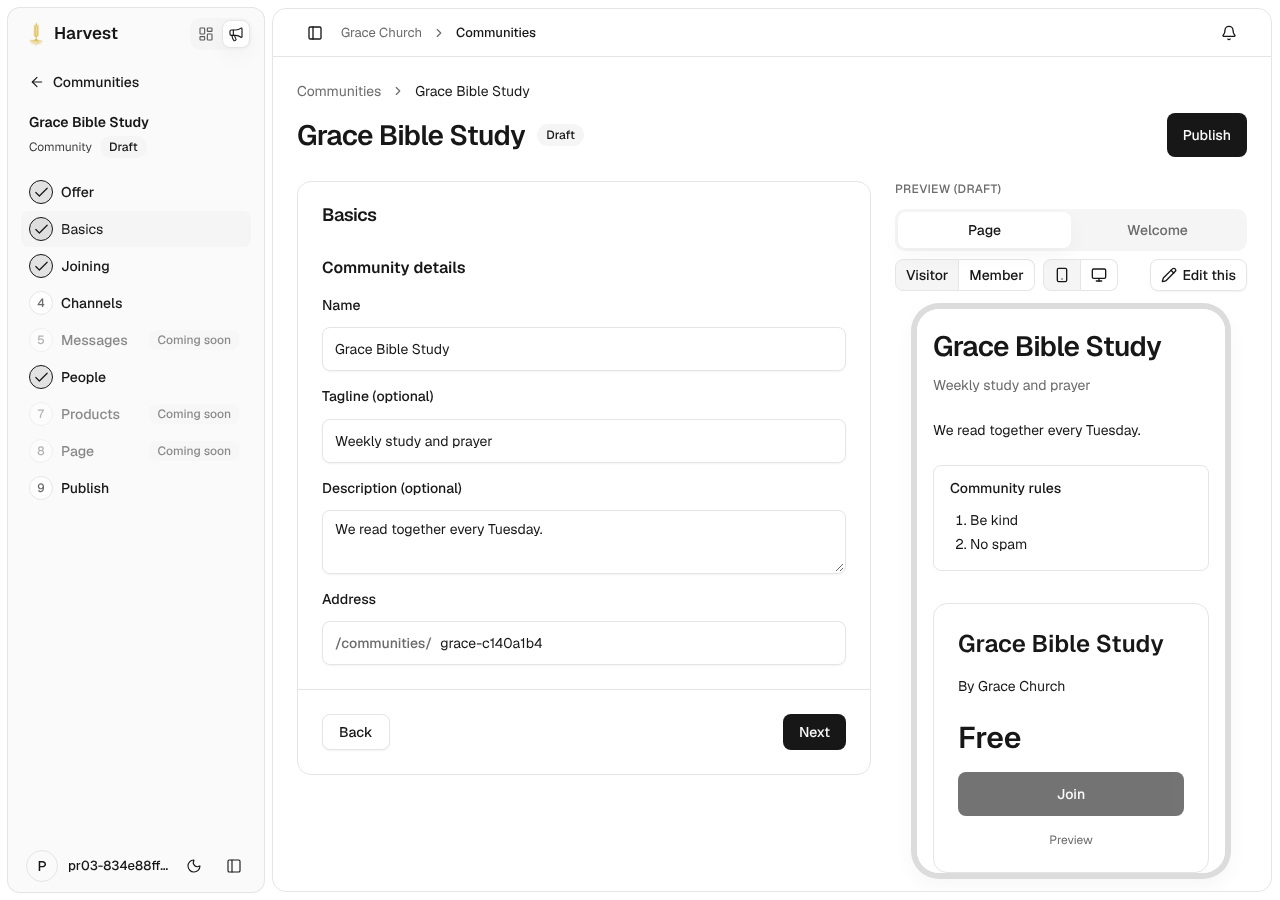 Harvest
Communities
Grace Bible Study
Community Draft
Offer
Basics
Joining
4 Channels
5 Messages Coming soon
People
7 Products Coming soon
8 Page Coming soon
9 Publish
P pr03-834e88ff...
Grace Church > Communities
Communities > Grace Bible Study
Grace Bible Study Draft
Publish
Basics
Community details
Name
Grace Bible Study
Tagline (optional)
Weekly study and prayer
Description (optional)
We read together every Tuesday.
Address
/communities/ grace-c140a1b4
Back Next
PREVIEW (DRAFT)
Page Welcome
Visitor Member Edit this
Grace Bible Study
Weekly study and prayer
We read together every Tuesday.
Community rules
1. Be kind
2. No spam
Grace Bible Study
By Grace Church
Free
Join
Preview